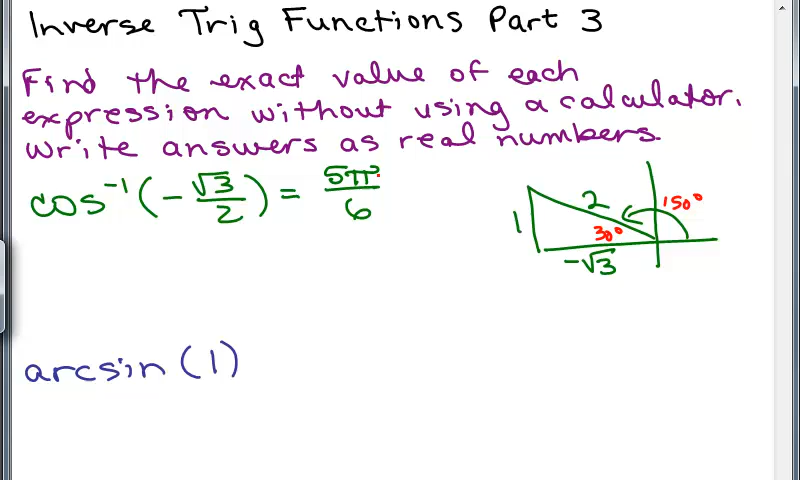 Inverse Trig Functions Part 3
Find the exact value of each
expression without using a calculator.
Write answers as real numbers.
cos⁻¹(-√3/2) = 5π/6
1
2
30°
150°
-√3
arcsin(1)